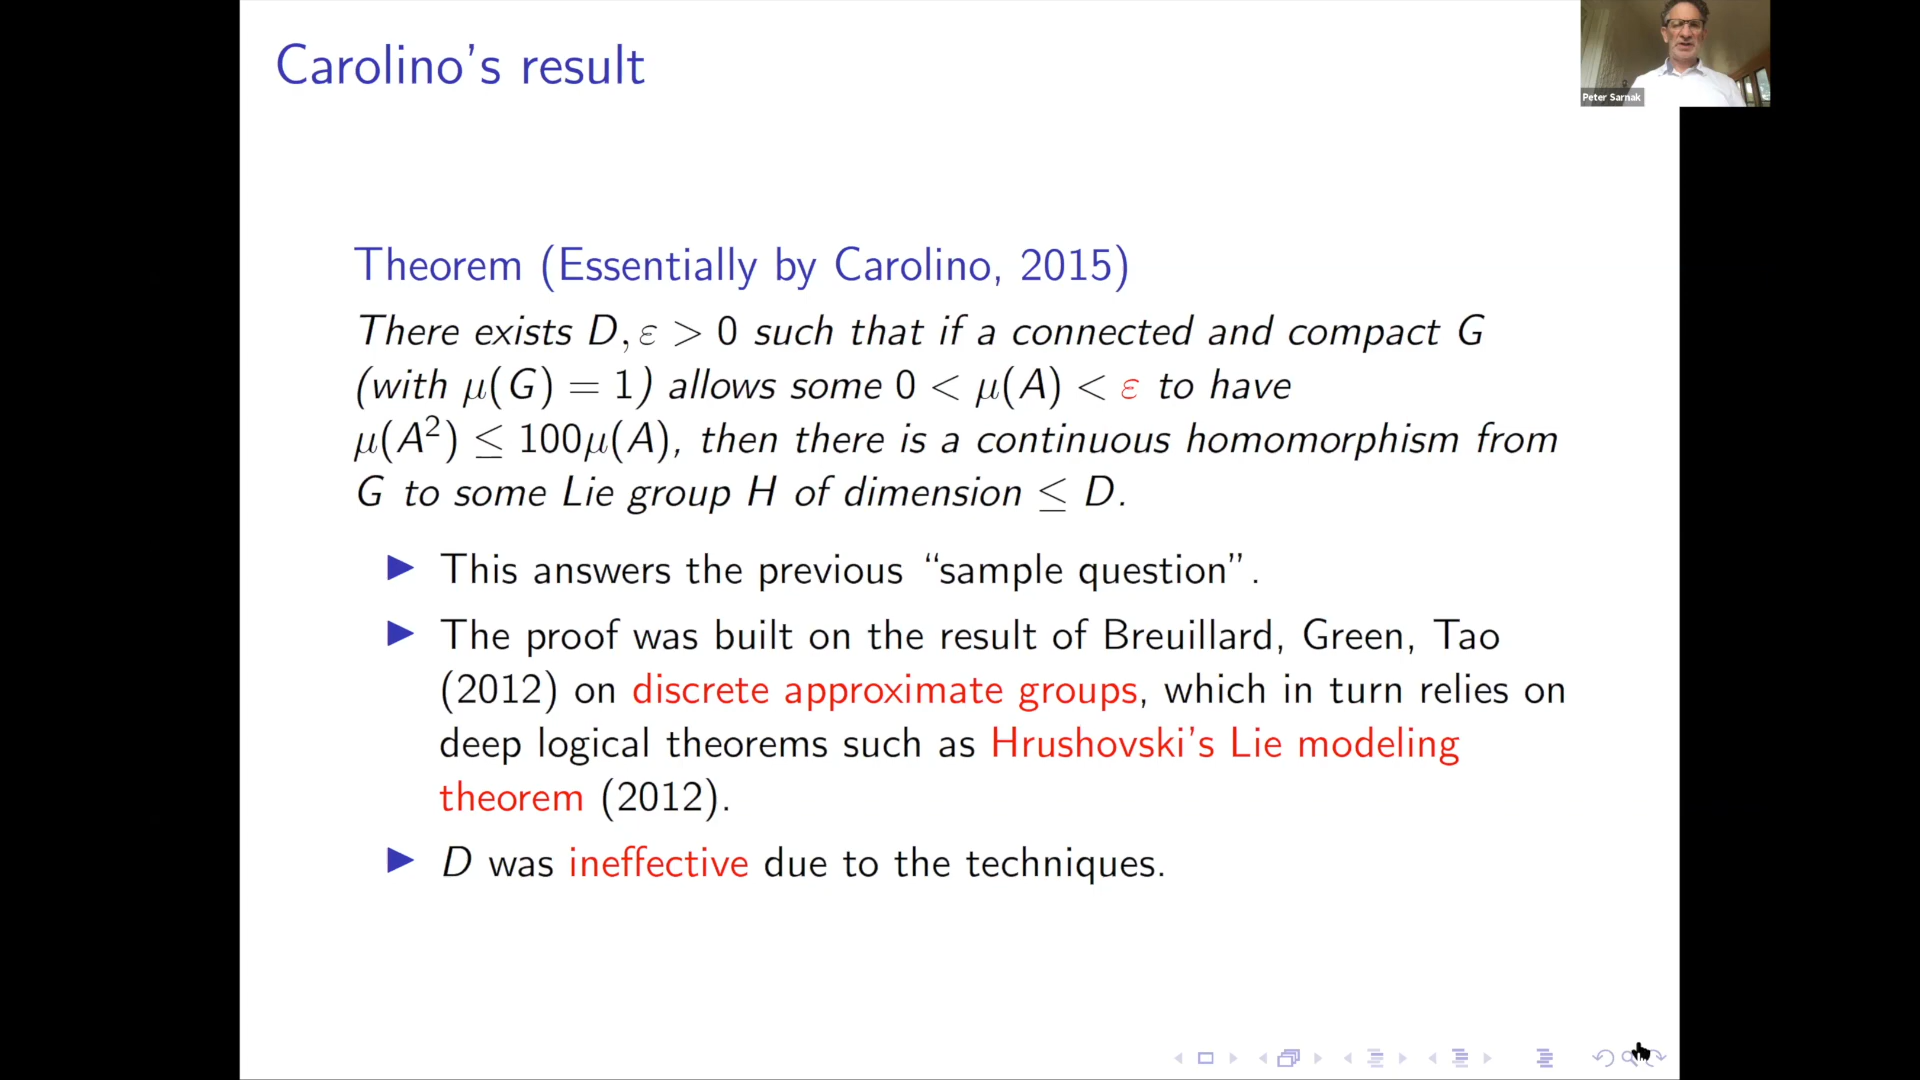 Carolino's result
Peter Sarnak
Theorem (Essentially by Carolino, 2015)
There exists D, ε > 0 such that if a connected and compact G
(with μ(G) = 1) allows some 0 < μ(A) < ε to have
μ(A²) ≤ 100μ(A), then there is a continuous homomorphism from
G to some Lie group H of dimension ≤ D.
This answers the previous “sample question”.
The proof was built on the result of Breuillard, Green, Tao
(2012) on discrete approximate groups, which in turn relies on
deep logical theorems such as Hrushovski's Lie modeling
theorem (2012).
D was ineffective due to the techniques.